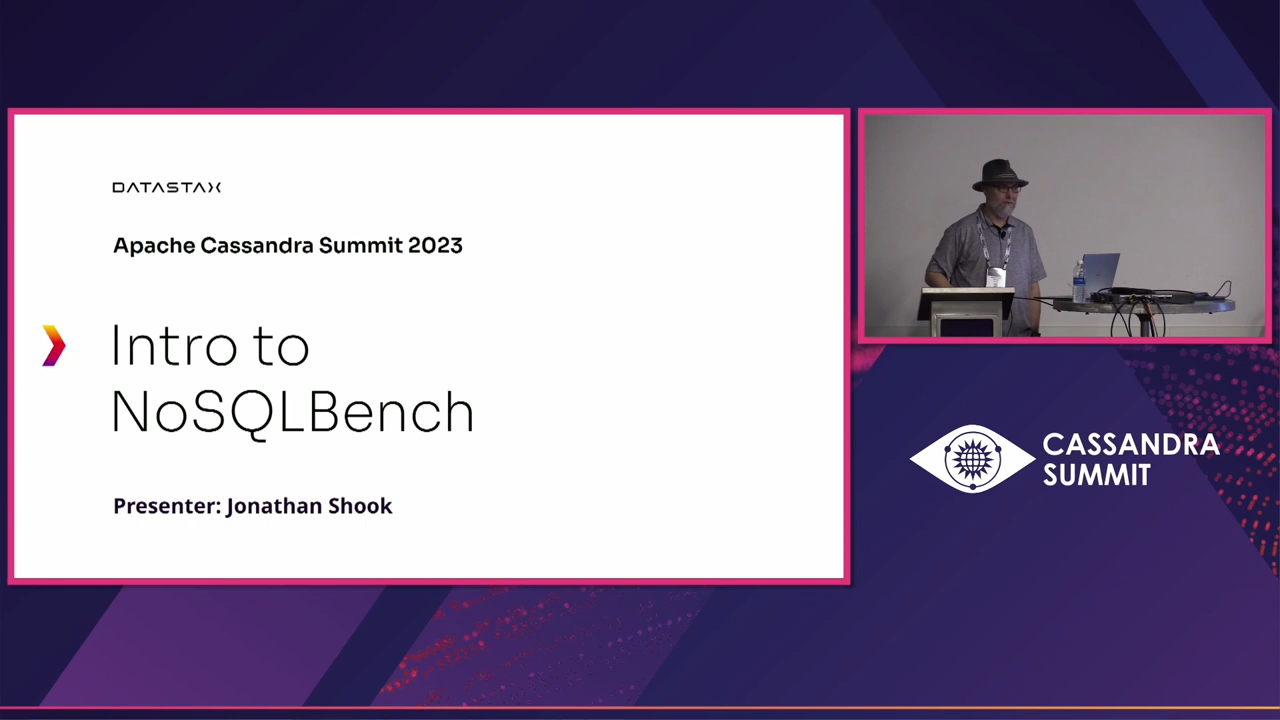 DATASTAX
Apache Cassandra Summit 2023
Intro to
NoSQLBench
Presenter: Jonathan Shook
CASSANDRA
SUMMIT